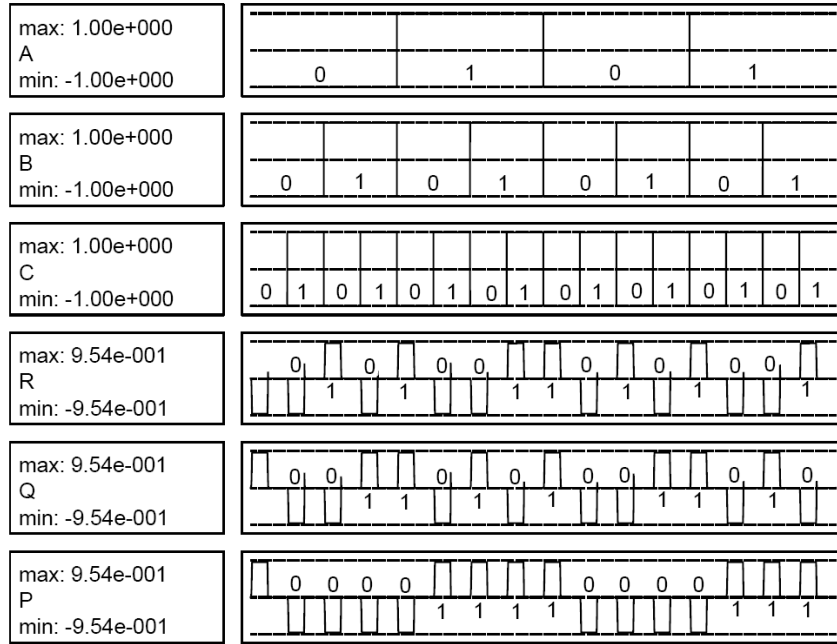 max: 1.00e+000
A
min: -1.00e+000
0 1 0 1
max: 1.00e+000
B
min: -1.00e+000
0 1 0 1 0 1 0 1
max: 1.00e+000
C
min: -1.00e+000
0 1 0 1 0 1 0 1 0 1 0 1 0 1 0 1
max: 9.54e-001
R
min: -9.54e-001
0 0 0 0 0 0 0 0
1 1 1 1 1 1 1
max: 9.54e-001
Q
min: -9.54e-001
0 0 0 0 0 0 0 0
1 1 1 1 1 1 1
max: 9.54e-001
P
min: -9.54e-001
0 0 0 0 0 0 0 0
1 1 1 1 1 1 1